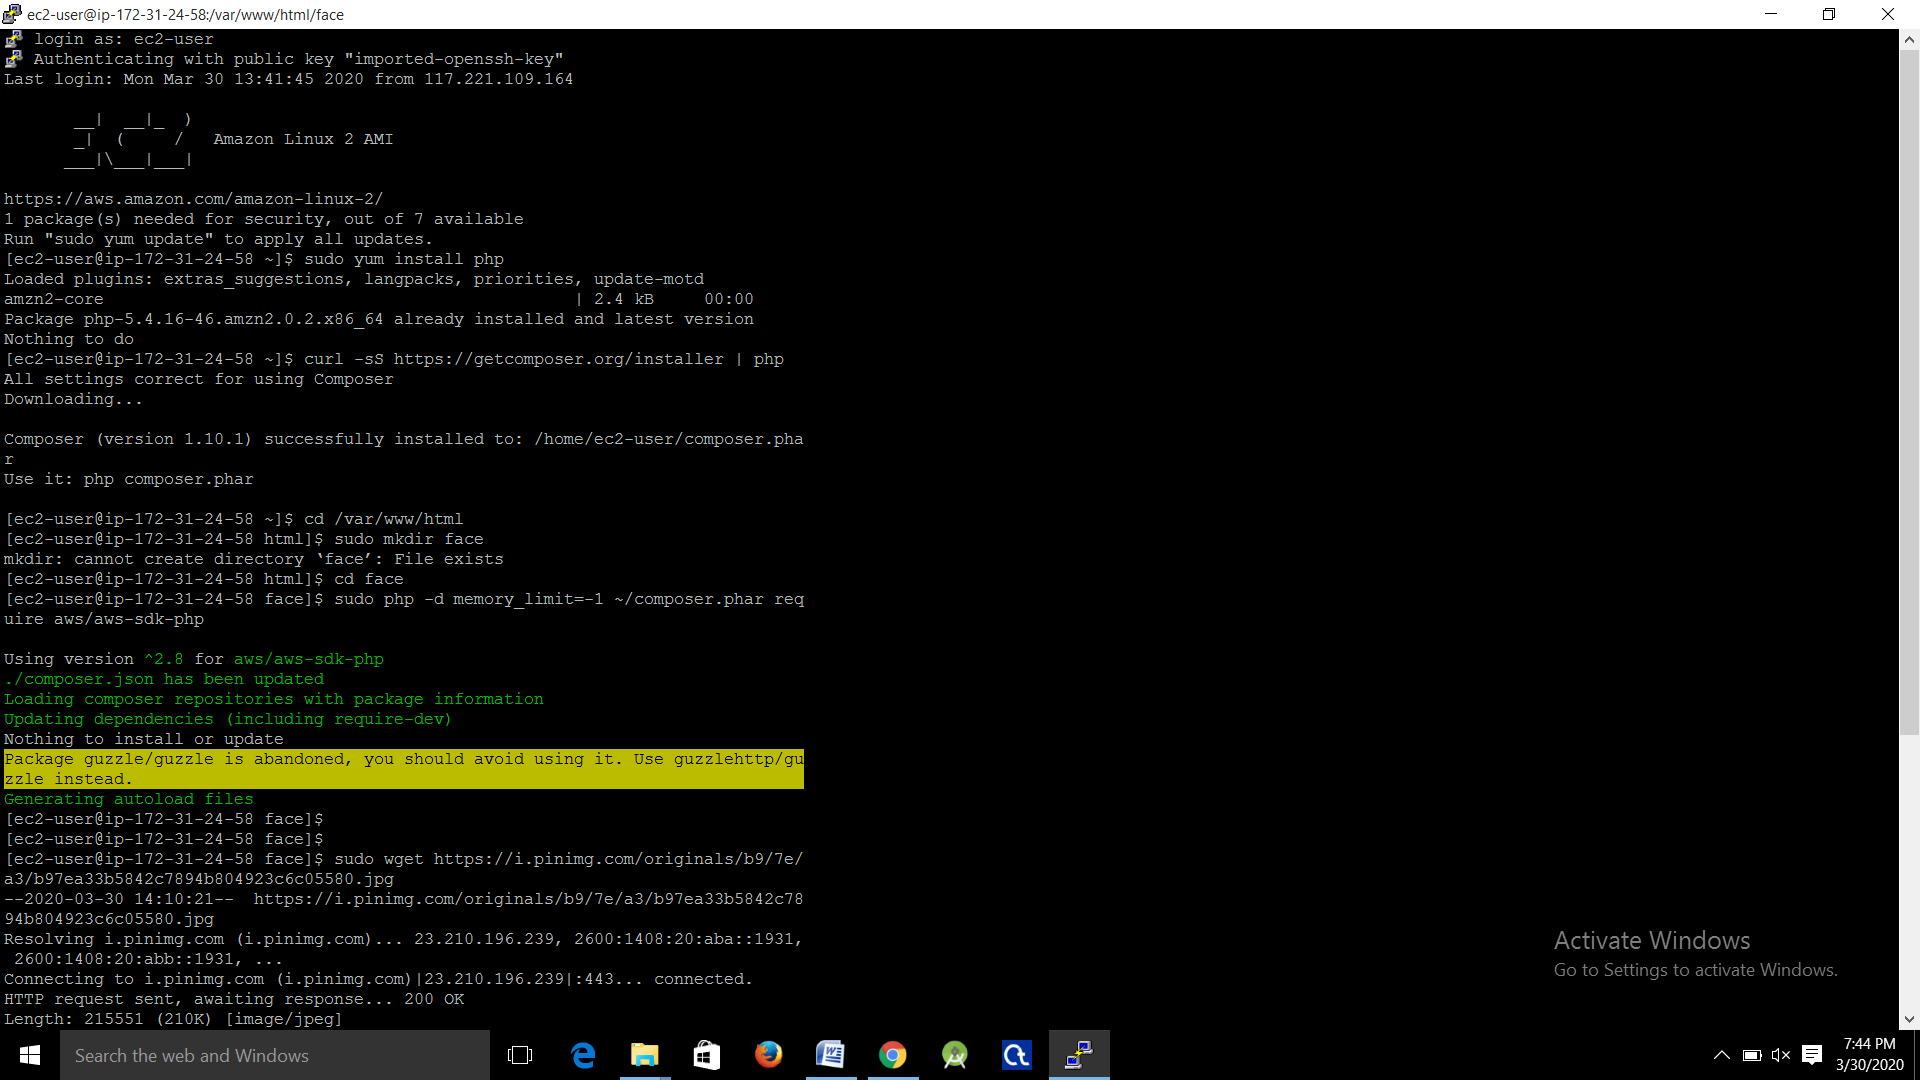 ec2-user@ip-172-31-24-58:/var/www/html/face
login as: ec2-user
Authenticating with public key "imported-openssh-key"
Last login: Mon Mar 30 13:41:45 2020 from 117.221.109.164
       __|  __|_  )
       _|  (     /   Amazon Linux 2 AMI
      ___|\___|___|
https://aws.amazon.com/amazon-linux-2/
1 package(s) needed for security, out of 7 available
Run "sudo yum update" to apply all updates.
[ec2-user@ip-172-31-24-58 ~]$ sudo yum install php
Loaded plugins: extras_suggestions, langpacks, priorities, update-motd
amzn2-core                                               | 2.4 kB     00:00
Package php-5.4.16-46.amzn2.0.2.x86_64 already installed and latest version
Nothing to do
[ec2-user@ip-172-31-24-58 ~]$ curl -sS https://getcomposer.org/installer | php
All settings correct for using Composer
Downloading...
Composer (version 1.10.1) successfully installed to: /home/ec2-user/composer.pha
r
Use it: php composer.phar
[ec2-user@ip-172-31-24-58 ~]$ cd /var/www/html
[ec2-user@ip-172-31-24-58 html]$ sudo mkdir face
mkdir: cannot create directory ‘face’: File exists
[ec2-user@ip-172-31-24-58 html]$ cd face
[ec2-user@ip-172-31-24-58 face]$ sudo php -d memory_limit=-1 ~/composer.phar req
uire aws/aws-sdk-php
Using version ^2.8 for aws/aws-sdk-php
./composer.json has been updated
Loading composer repositories with package information
Updating dependencies (including require-dev)
Nothing to install or update
Package guzzle/guzzle is abandoned, you should avoid using it. Use guzzlehttp/gu
zzle instead.
Generating autoload files
[ec2-user@ip-172-31-24-58 face]$
[ec2-user@ip-172-31-24-58 face]$
[ec2-user@ip-172-31-24-58 face]$ sudo wget https://i.pinimg.com/originals/b9/7e/
a3/b97ea33b5842c7894b804923c6c05580.jpg
--2020-03-30 14:10:21--  https://i.pinimg.com/originals/b9/7e/a3/b97ea33b5842c78
94b804923c6c05580.jpg
Resolving i.pinimg.com (i.pinimg.com)... 23.210.196.239, 2600:1408:20:aba::1931,
 2600:1408:20:abb::1931, ...
Connecting to i.pinimg.com (i.pinimg.com)|23.210.196.239|:443... connected.
HTTP request sent, awaiting response... 200 OK
Length: 215551 (210K) [image/jpeg]
Activate Windows
Go to Settings to activate Windows.
Search the web and Windows
7:44 PM
3/30/2020